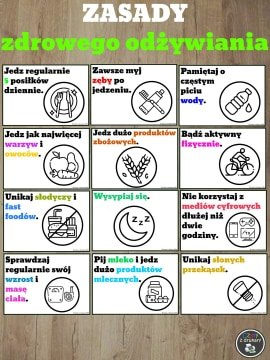 ZASADY
zdrowego odżywiania
Jedz regularnie
5 posiłków
dziennie.
Zawsze myj
zęby po
jedzeniu.
Pamiętaj o
częstym
piciu
wody.
Jedz jak najwięcej
warzyw i
owoców.
Jedz dużo produktów
zbożowych.
Bądź aktywny
fizycznie.
Unikaj słodyczy i
fast
foodów.
Wysypiaj się.
Nie korzystaj z
mediów cyfrowych
dłużej niż
dwie
godziny.
Sprawdzaj
regularnie swój
wzrost i
masę
ciała.
Pij mleko i jedz
dużo produktów
mlecznych.
Unikaj słonych
przekąsek.